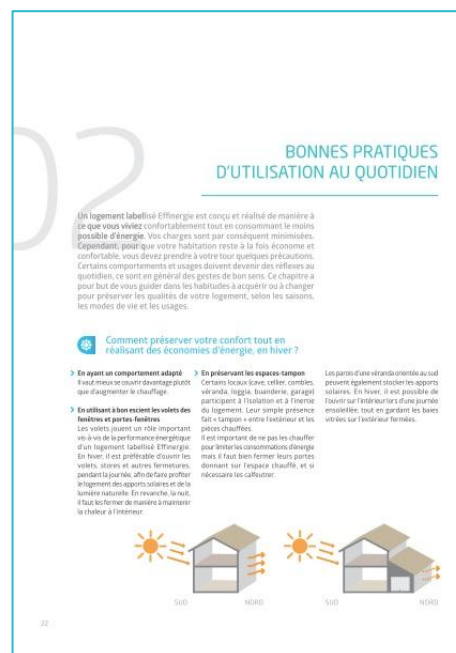 02
BONNES PRATIQUES
D'UTILISATION AU QUOTIDIEN
Un logement labellisé Effinergie est conçu et réalisé de manière à
ce que vous viviez confortablement tout en consommant le moins
possible d'énergie. Vos charges sont par conséquent minimisées.
Cependant, pour que votre habitation reste à la fois économe et
confortable, vous devez prendre à votre tour quelques précautions.
Certains comportements et usages doivent devenir des réflexes au
quotidien, ce sont en général des gestes de bon sens. Ce chapitre a
pour but de vous guider dans les habitudes à acquérir ou à changer
pour préserver les qualités de votre logement, selon les saisons,
les modes de vie et les usages.
Comment préserver votre confort tout en
réalisant des économies d'énergie, en hiver ?
En ayant un comportement adapté
Il vaut mieux se couvrir davantage plutôt
que d'augmenter le chauffage.
En utilisant à bon escient les volets des
fenêtres et portes-fenêtres
Les volets jouent un rôle important
vis-à-vis de la performance énergétique
d'un logement labellisé Effinergie.
En hiver, il est préférable d'ouvrir les
volets, stores et autres fermetures,
pendant la journée, afin de faire profiter
le logement des apports solaires et de la
lumière naturelle. En revanche, la nuit,
il faut les fermer de manière à maintenir
la chaleur à l'intérieur.
En préservant les espaces-tampon
Certains locaux (cave, cellier, combles,
véranda, loggia, buanderie, garage)
participent à l'isolation et à l'inertie
du logement. Leur simple présence
fait « tampon » entre l'extérieur et les
pièces chauffées.
Il est important de ne pas les chauffer
pour limiter les consommations d'énergie
mais il faut bien fermer leurs portes
donnant sur l'espace chauffé, et si
nécessaire les calfeutrer.
Les parois d'une véranda orientée au sud
peuvent également stocker les apports
solaires. En hiver, il est possible de
l'ouvrir sur l'intérieur lors d'une journée
ensoleillée, tout en gardant les baies
vitrées sur l'extérieur fermées.
SUD NORD SUD NORD
22